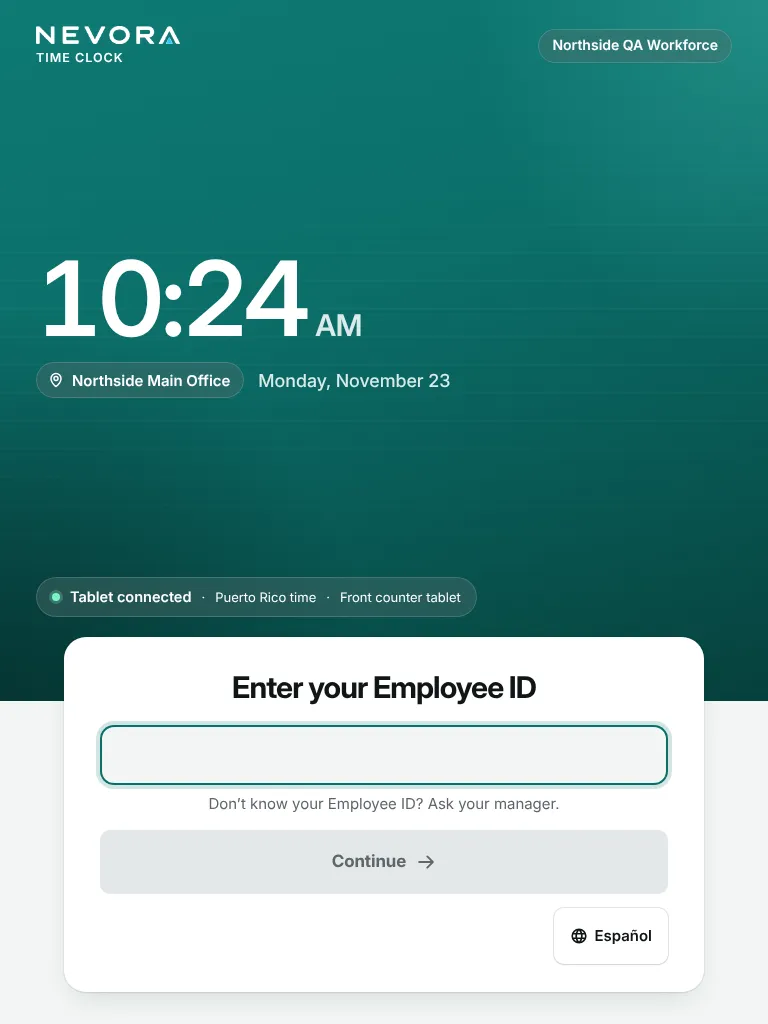 NEVORA
TIME CLOCK
Northside QA Workforce
10:24 AM
Northside Main Office
Monday, November 23
Tablet connected · Puerto Rico time · Front counter tablet
Enter your Employee ID
Don’t know your Employee ID? Ask your manager.
Continue →
Español